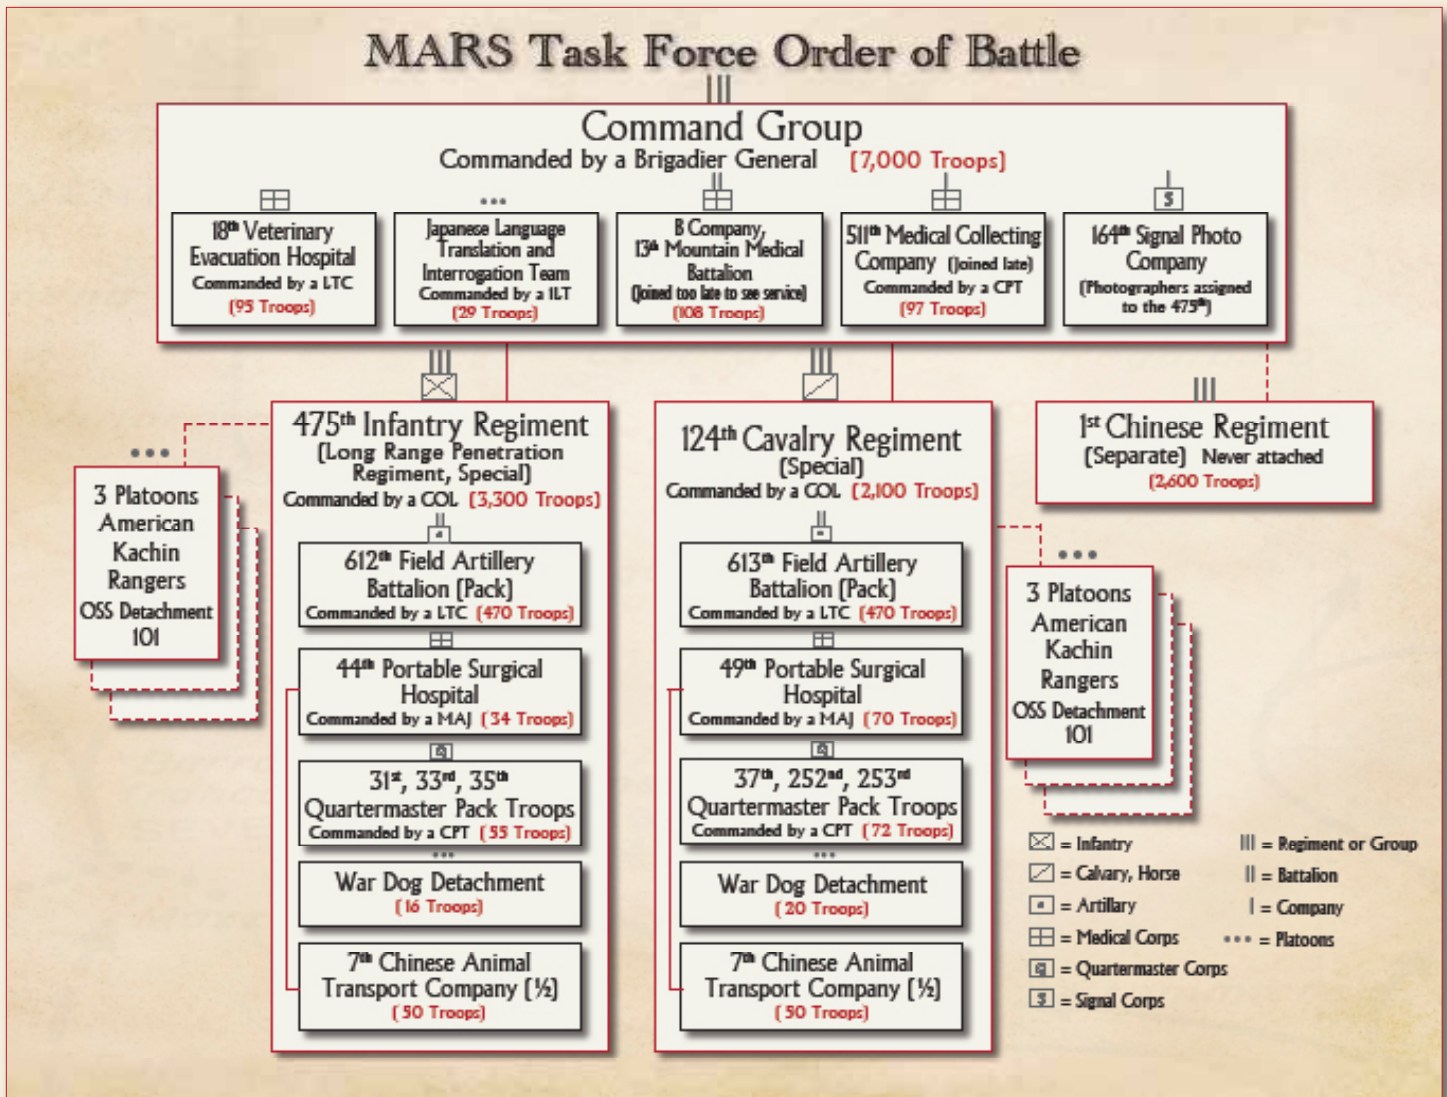 MARS Task Force Order of Battle
Command Group
Commanded by a Brigadier General (7,000 Troops)
18th Veterinary
Evacuation Hospital
Commanded by a LTC
(95 Troops)
Japanese Language
Translation and
Interrogation Team
Commanded by a 1LT
(29 Troops)
B Company,
13th Mountain Medical
Battalion
(Joined too late to see service)
(108 Troops)
511th Medical Collecting
Company (Joined late)
Commanded by a CPT
(97 Troops)
S
164th Signal Photo
Company
(Photographers assigned
to the 475th)
475th Infantry Regiment
(Long Range Penetration
Regiment, Special)
Commanded by a COL (3,300 Troops)
612th Field Artillery
Battalion (Pack)
Commanded by a LTC (470 Troops)
44th Portable Surgical
Hospital
Commanded by a MAJ (34 Troops)
Q
31st, 33rd, 35th
Quartermaster Pack Troops
Commanded by a CPT (55 Troops)
War Dog Detachment
(16 Troops)
7th Chinese Animal
Transport Company (½)
(50 Troops)
124th Cavalry Regiment
(Special)
Commanded by a COL (2,100 Troops)
613th Field Artillery
Battalion (Pack)
Commanded by a LTC (470 Troops)
49th Portable Surgical
Hospital
Commanded by a MAJ (70 Troops)
Q
37th, 252nd, 253rd
Quartermaster Pack Troops
Commanded by a CPT (72 Troops)
War Dog Detachment
(20 Troops)
7th Chinese Animal
Transport Company (½)
(50 Troops)
1st Chinese Regiment
(Separate) Never attached
(2,600 Troops)
3 Platoons
American
Kachin
Rangers
OSS Detachment
101
3 Platoons
American
Kachin
Rangers
OSS Detachment
101
= Infantry
= Calvary, Horse
= Artillary
= Medical Corps
Q = Quartermaster Corps
S = Signal Corps
= Regiment or Group
= Battalion
= Company
= Platoons